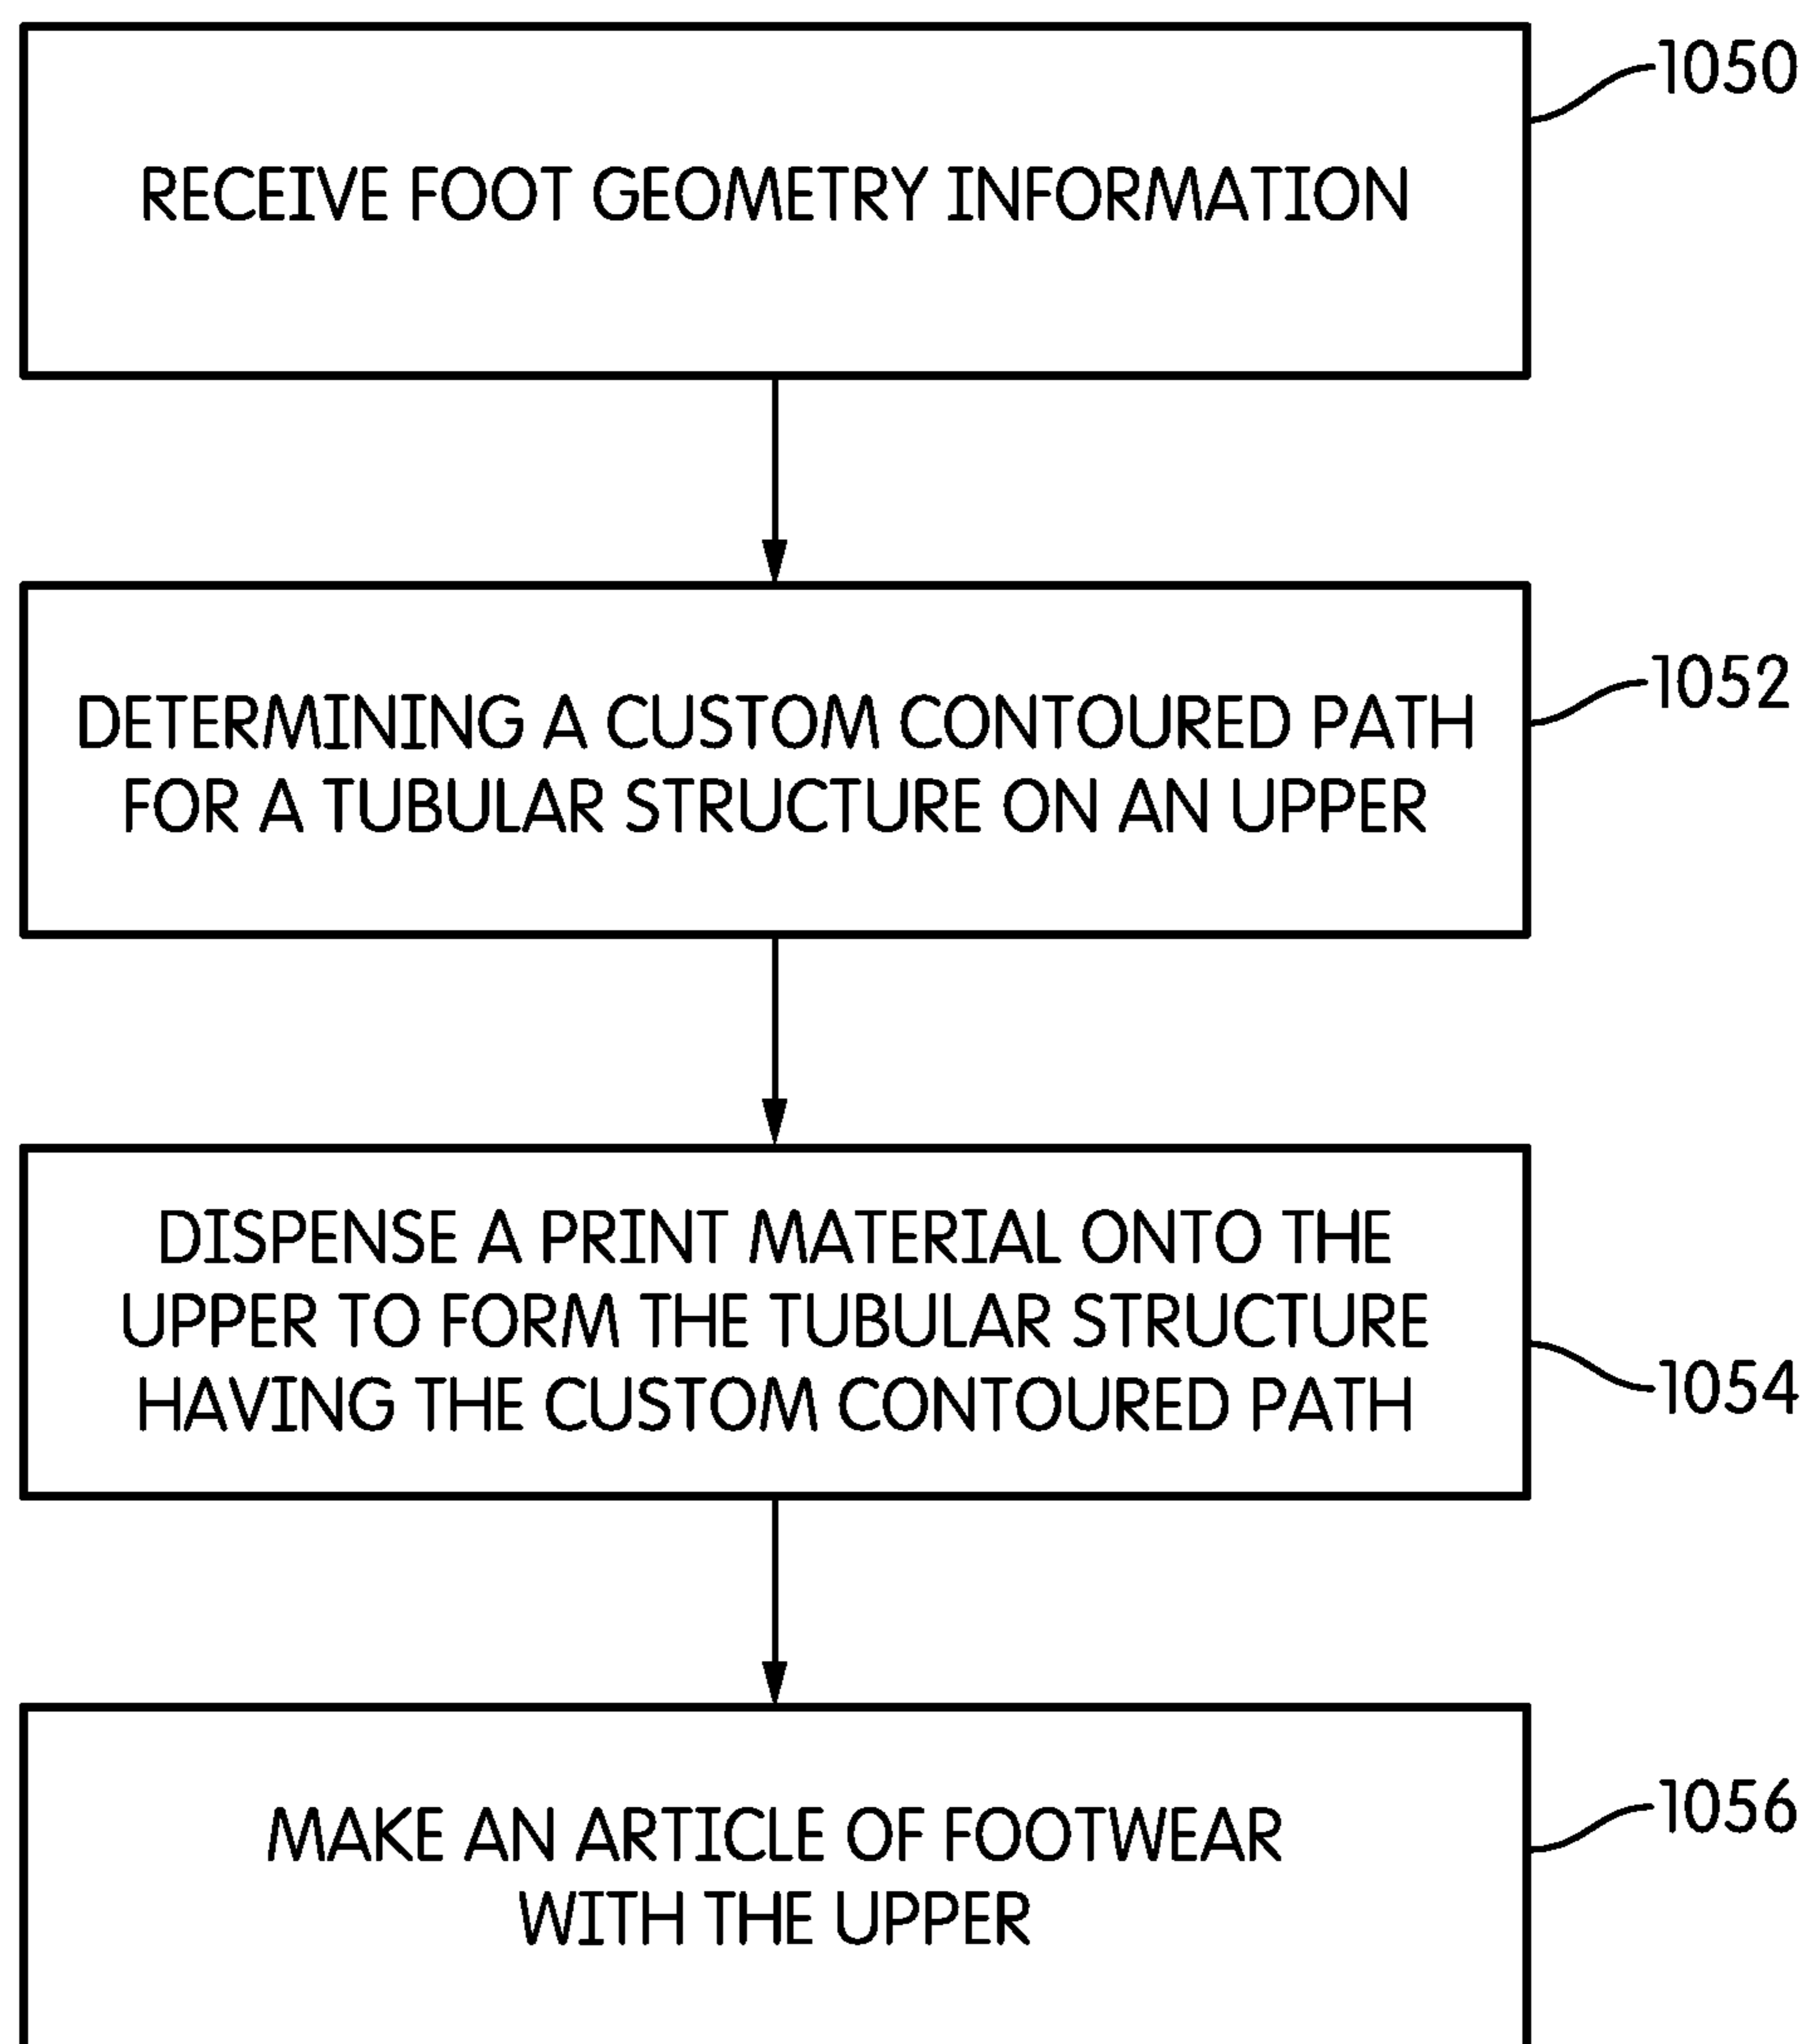 1050
RECEIVE FOOT GEOMETRY INFORMATION
1052
DETERMINING A CUSTOM CONTOURED PATH
FOR A TUBULAR STRUCTURE ON AN UPPER
DISPENSE A PRINT MATERIAL ONTO THE
UPPER TO FORM THE TUBULAR STRUCTURE
HAVING THE CUSTOM CONTOURED PATH
1054
1056
MAKE AN ARTICLE OF FOOTWEAR
WITH THE UPPER